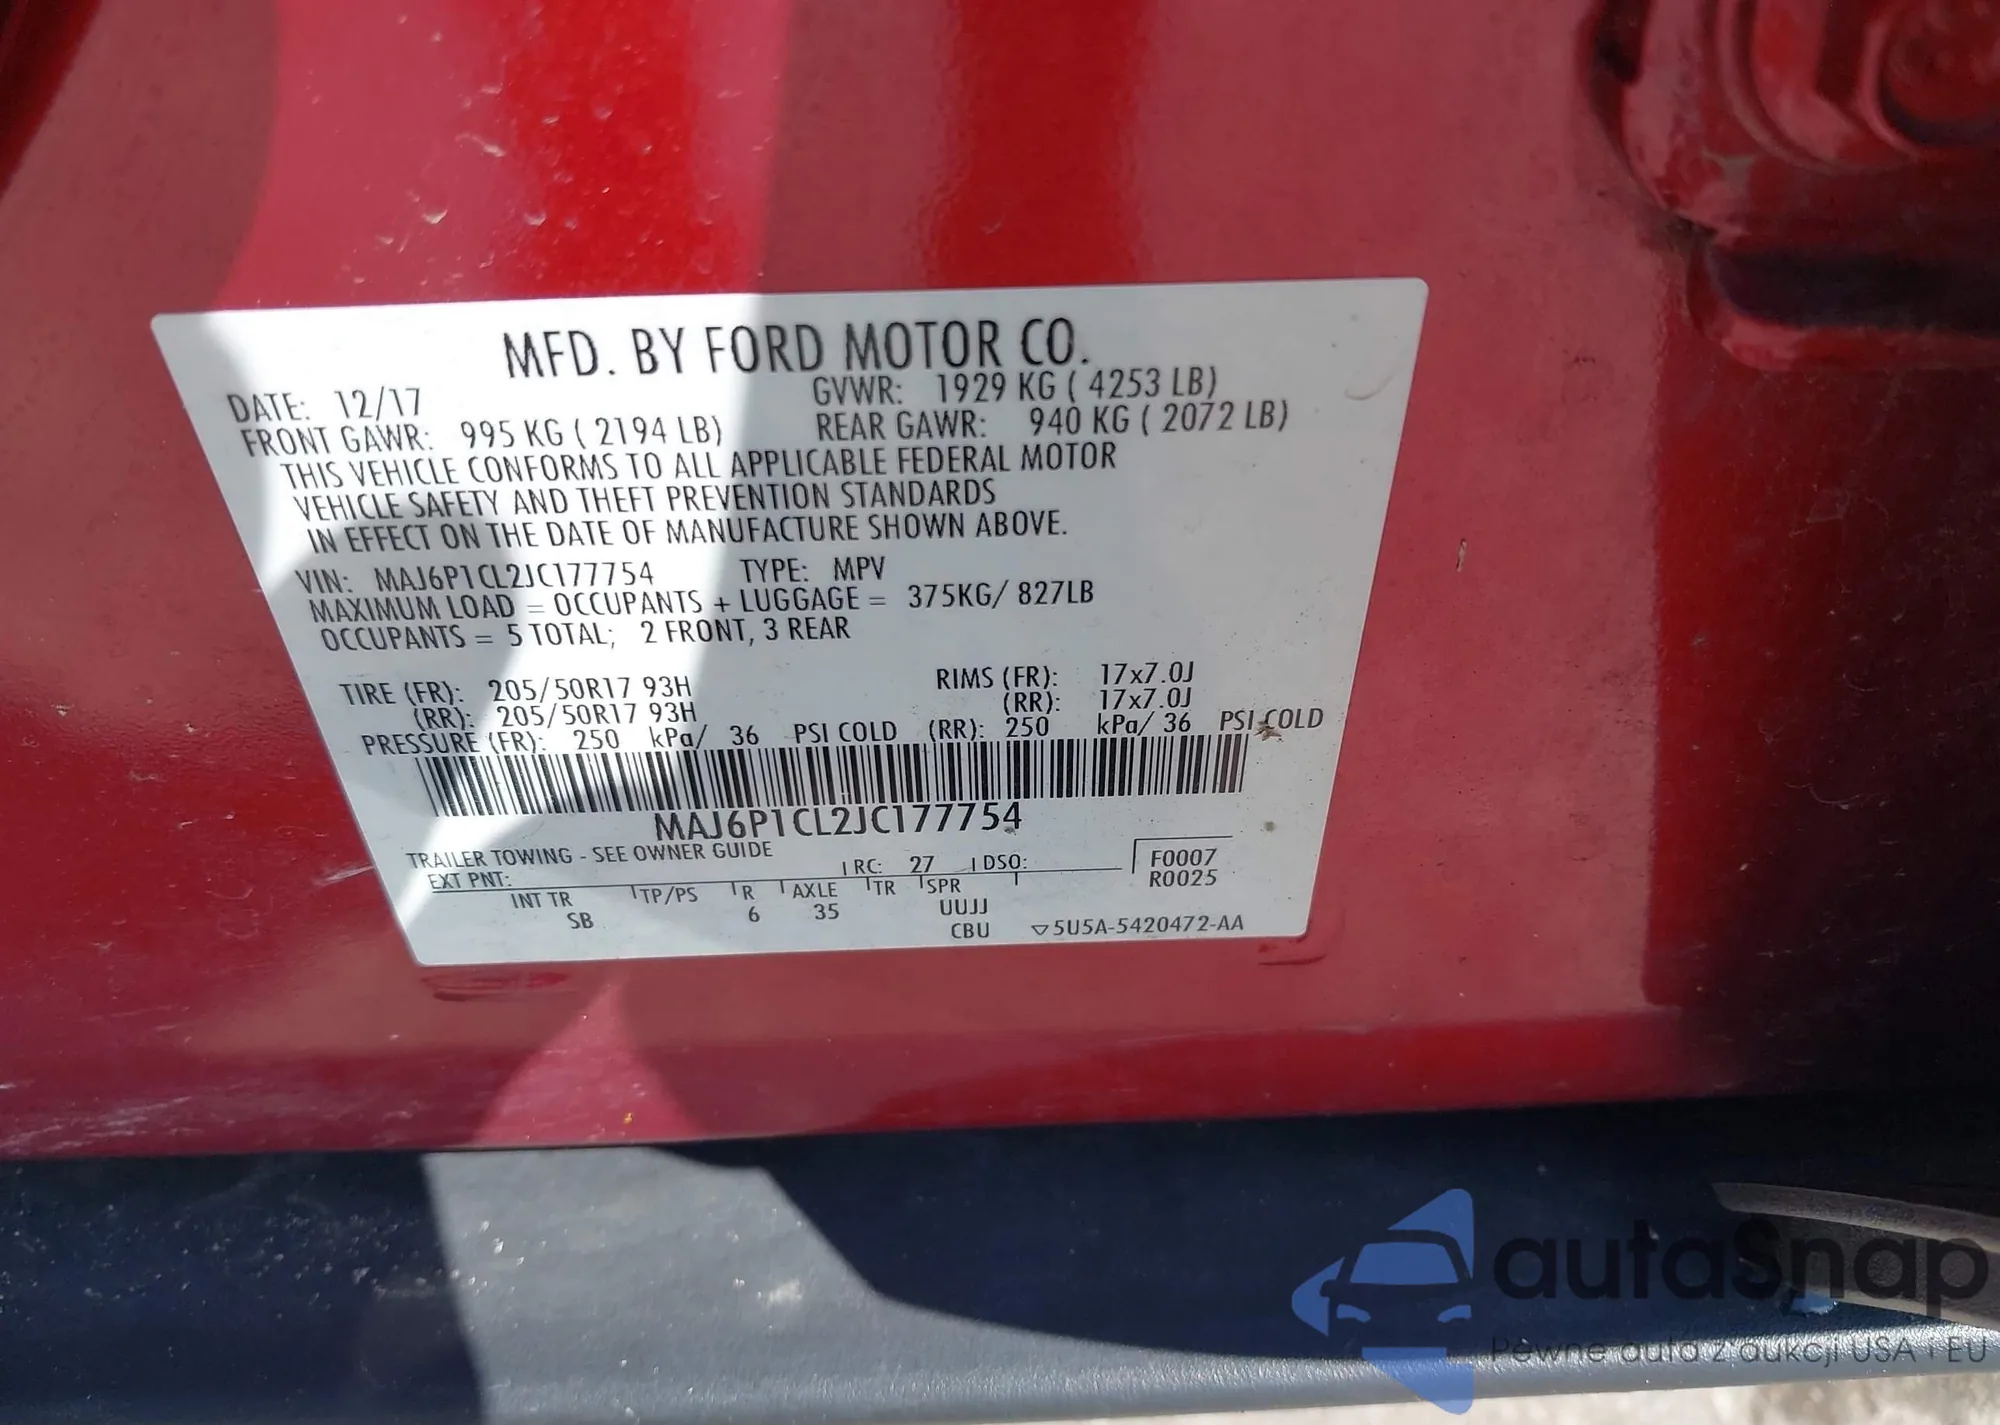 MFD. BY FORD MOTOR CO.
DATE: 12/17 GVWR: 1929 KG ( 4253 LB)
FRONT GAWR: 995 KG ( 2194 LB) REAR GAWR: 940 KG ( 2072 LB)
THIS VEHICLE CONFORMS TO ALL APPLICABLE FEDERAL MOTOR
VEHICLE SAFETY AND THEFT PREVENTION STANDARDS
IN EFFECT ON THE DATE OF MANUFACTURE SHOWN ABOVE.
VIN: MAJ6P1CL2JC177754 TYPE: MPV
MAXIMUM LOAD = OCCUPANTS + LUGGAGE = 375KG/ 827LB
OCCUPANTS = 5 TOTAL; 2 FRONT, 3 REAR
TIRE (FR): 205/50R17 93H RIMS (FR): 17x7.0J
(RR): 205/50R17 93H (RR): 17x7.0J
PRESSURE (FR): 250 kPa/ 36 PSI COLD (RR): 250 kPa/ 36 PSI COLD
MAJ6P1CL2JC177754
TRAILER TOWING - SEE OWNER GUIDE
EXT PNT: RC: 27 DSO: F0007
R0025
INT TR TP/PS R AXLE TR SPR
SB 6 35 UUJJ
CBU ▽5U5A-5420472-AA
autaSnap
Pewne auta z aukcji USA i EU